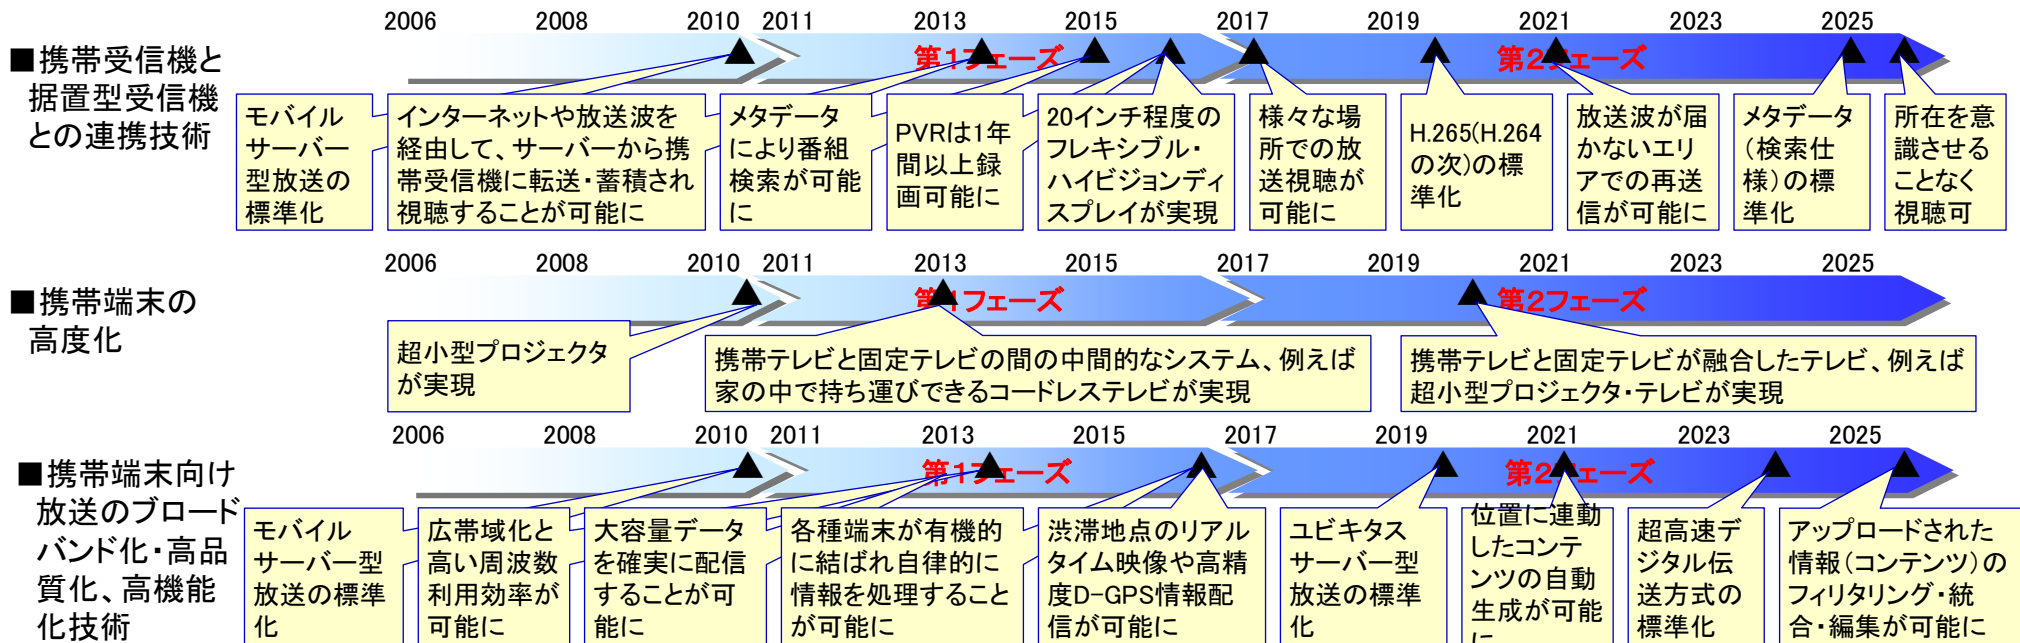 2006 2008 2010 2011 2013 2015 2017 2019 2021 2023 2025
■携帯受信機と
据置型受信機
との連携技術
第1フェーズ
第2フェーズ
モバイル
サーバー
型放送の
標準化
インターネットや放送波を
経由して、サーバーから携
帯受信機に転送・蓄積され
視聴することが可能に
メタデータ
により番組
検索が可能
に
PVRは1年
間以上録
画可能に
20インチ程度の
フレキシブル・
ハイビジョンディ
スプレイが実現
様々な場
所での放
送視聴が
可能に
H.265(H.264
の次)の標
準化
放送波が届
かないエリ
アでの再送
信が可能に
メタデータ
(検索仕
様)の標
準化
所在を意
識させる
ことなく
視聴可
2006 2008 2010 2011 2013 2015 2017 2019 2021 2023 2025
■携帯端末の
高度化
第1フェーズ
第2フェーズ
超小型プロジェクタ
が実現
携帯テレビと固定テレビの間の中間的なシステム、例えば
家の中で持ち運びできるコードレステレビが実現
携帯テレビと固定テレビが融合したテレビ、例えば
超小型プロジェクタ・テレビが実現
2006 2008 2010 2011 2013 2015 2017 2019 2021 2023 2025
■携帯端末向け
放送のブロード
バンド化・高品
質化、高機能
化技術
第1フェーズ
第2フェーズ
モバイル
サーバー型
放送の標準
化
広帯域化と
高い周波数
利用効率が
可能に
大容量データ
を確実に配信
することが可
能に
各種端末が有機的
に結ばれ自律的に
情報を処理すること
が可能に
渋滞地点のリアル
タイム映像や高精
度D-GPS情報配
信が可能に
ユビキタス
サーバー型
放送の標準
化
位置に連動
したコンテ
ンツの自動
生成が可能
に
超高速デ
ジタル伝
送方式の
標準化
アップロードされた
情報(コンテンツ)の
フィリタリング・統
合・編集が可能に